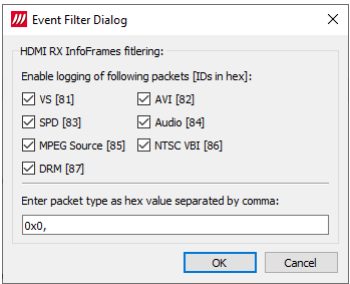 Event Filter Dialog
HDMI RX InfoFrames fitlering:
Enable logging of following packets [IDs in hex]:
VS [81] AVI [82]
SPD [83] Audio [84]
MPEG Source [85] NTSC VBI [86]
DRM [87]
Enter packet type as hex value separated by comma:
0x0,
OK Cancel